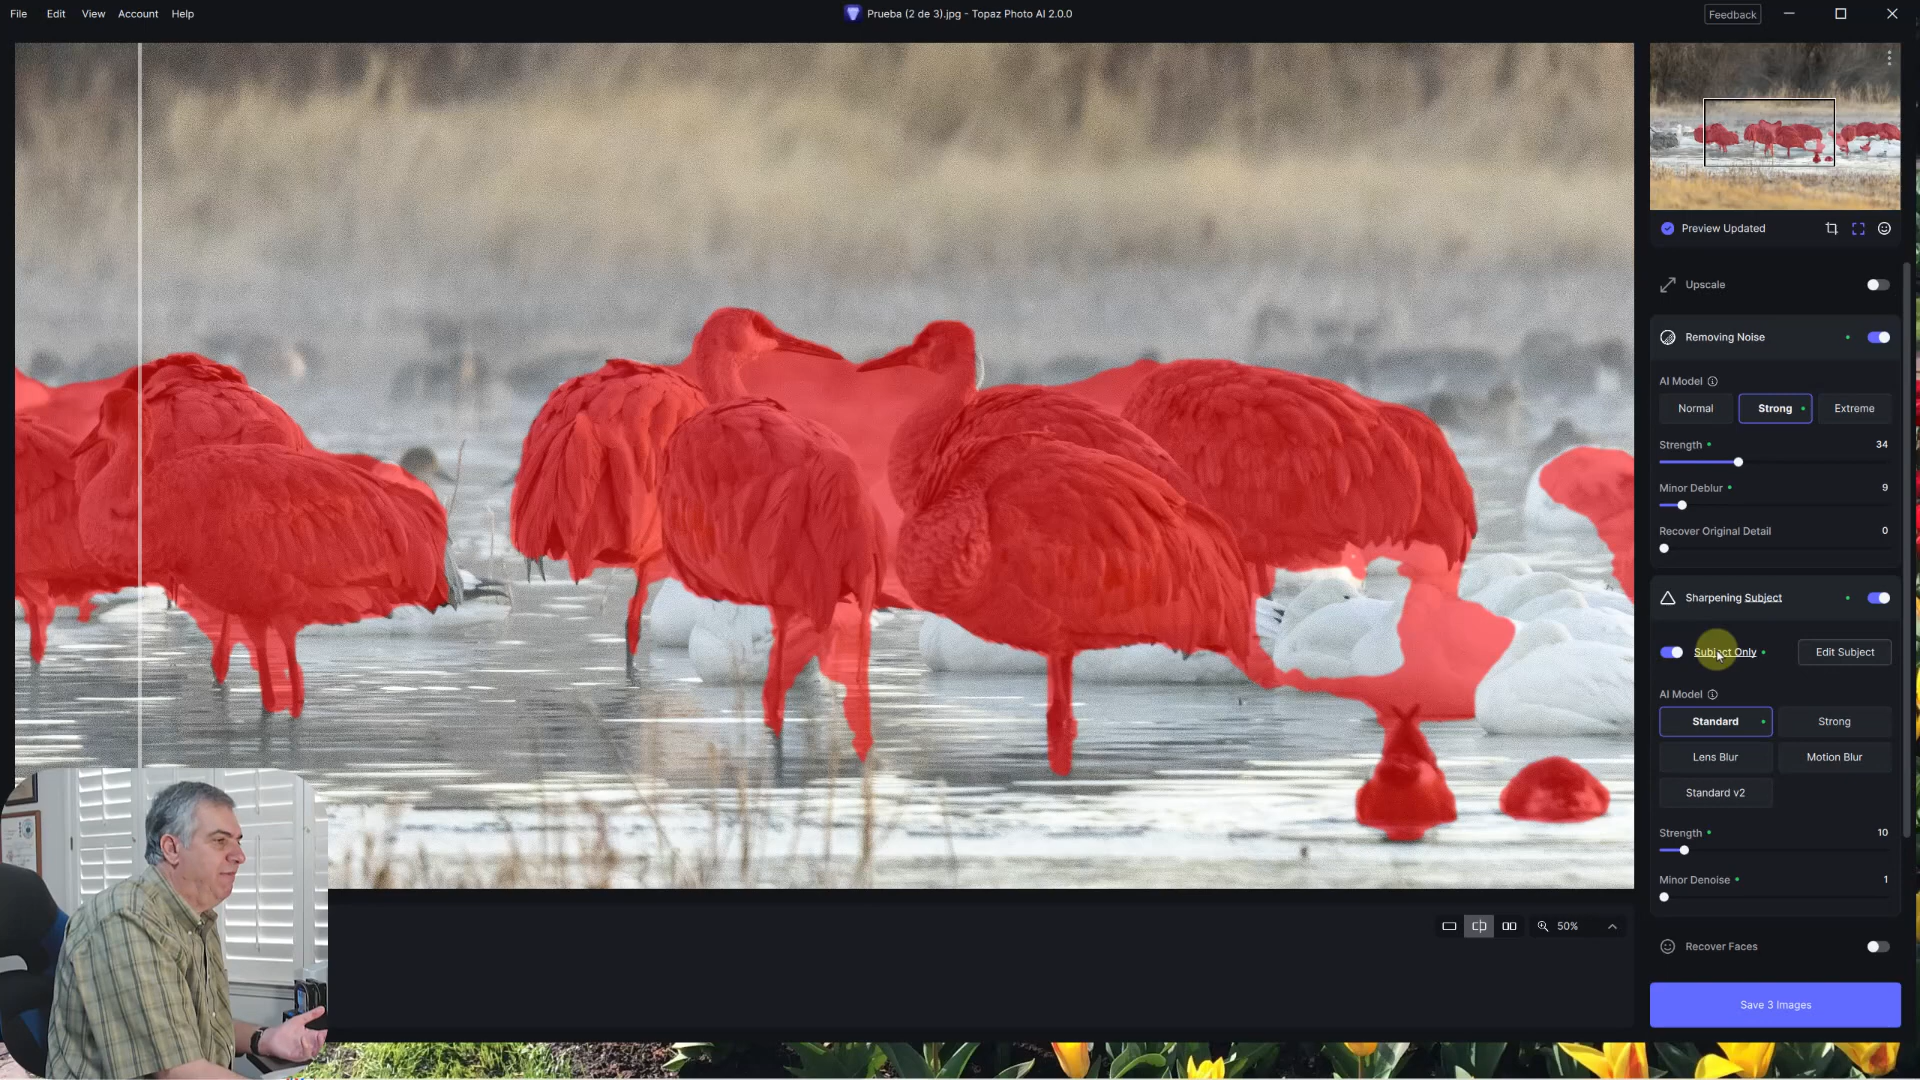 File Edit View Account Help
Prueba (2 de 3).jpg - Topaz Photo AI 2.0.0
Feedback
Preview Updated
Upscale
Removing Noise
AI Model
Normal Strong Extreme
Strength 34
Minor Deblur 9
Recover Original Detail 0
Sharpening Subject
Subject Only Edit Subject
AI Model
Standard Strong
Lens Blur Motion Blur
Standard v2
Strength 10
Minor Denoise 1
50%
Recover Faces
Save 3 Images